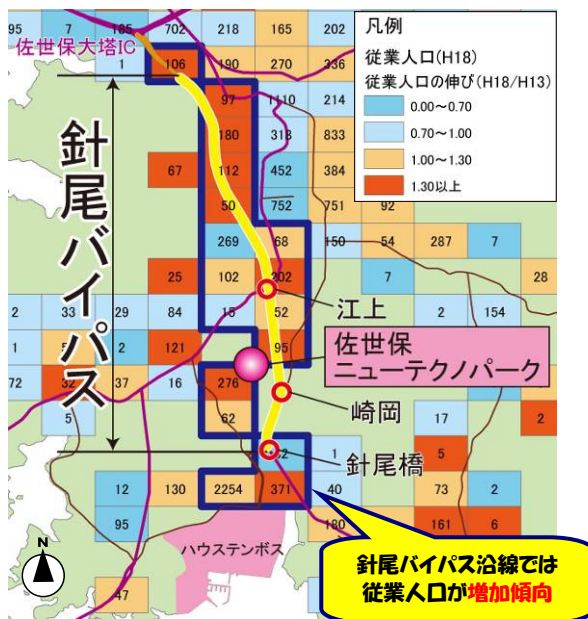 95 7 185 702 218 165 202
佐世保大塔IC
1 106 190 270 336
97 1110 214
180 318 833
67 112 452 384
50 752 751 92
269 68 150 54 287 7
25 102 202 7 28
2 33 29 84 15 52 2 154
1 2 121 95
72 32 37 16 276
5 62 17 2
1 5
12 130 2254 371 40 73 2
95 180 161 6
47
凡例
従業人口(H18)
従業人口の伸び(H18/H13)
0.00～0.70
0.70～1.00
1.00～1.30
1.30以上
針尾バイパス
江上
佐世保
ニューテクノパーク
崎岡
針尾橋
ハウステンボス
N
針尾バイパス沿線では
従業人口が増加傾向